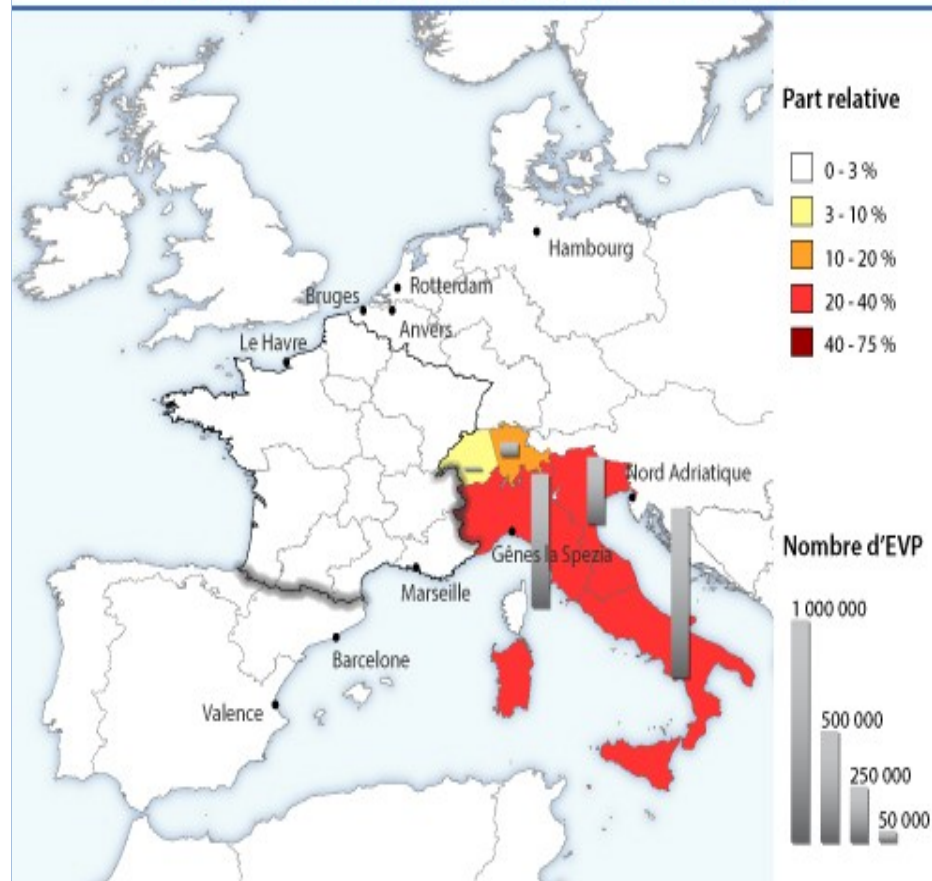 Part relative
0 - 3 %
3 - 10 %
10 - 20 %
20 - 40 %
40 - 75 %
Hambourg
Rotterdam
Bruges
Anvers
Le Havre
Nord Adriatique
Gênes la Spezia
Marseille
Barcelone
Valence
Nombre d'EVP
1 000 000
500 000
250 000
50 000